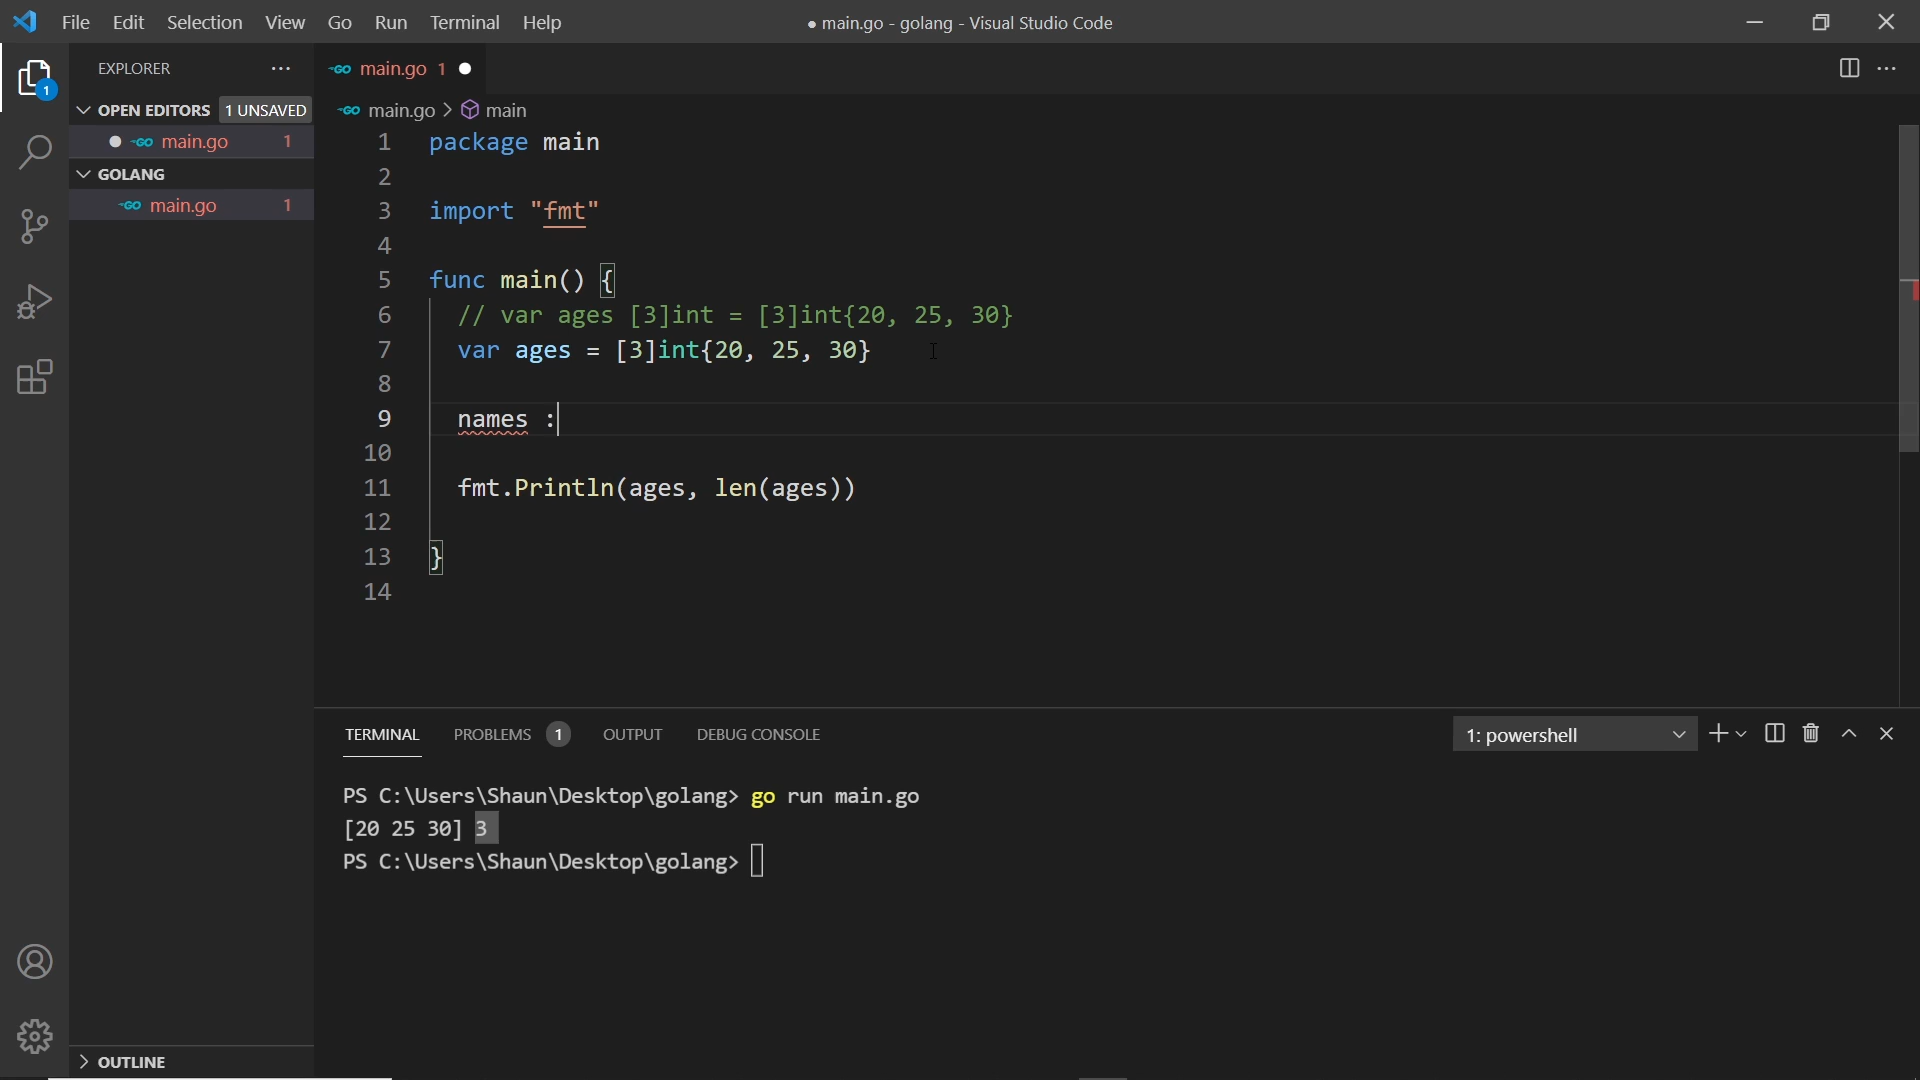 File Edit Selection View Go Run Terminal Help
● main.go - golang - Visual Studio Code
EXPLORER
GO main.go 1
OPEN EDITORS 1 UNSAVED
GO main.go > main
GO main.go 1
GOLANG
GO main.go 1
1 package main
2
3 import "fmt"
4
5 func main() {
6 // var ages [3]int = [3]int{20, 25, 30}
7 var ages = [3]int{20, 25, 30}
8
9 names :
10
11 fmt.Println(ages, len(ages))
12
13 }
14
TERMINAL PROBLEMS 1 OUTPUT DEBUG CONSOLE
1: powershell
PS C:\Users\Shaun\Desktop\golang> go run main.go
[20 25 30] 3
PS C:\Users\Shaun\Desktop\golang>
1
OUTLINE